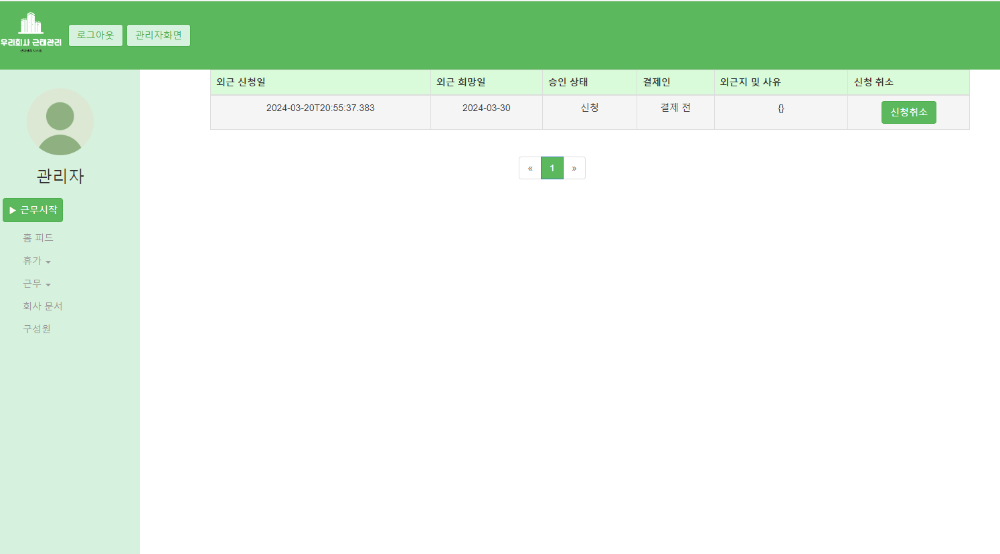 우리회사 근태관리
로그아웃 관리자화면
외근 신청일 외근 희망일 승인 상태 결제인 외근지 및 사유 신청 취소
2024-03-20T20:55:37.383 2024-03-30 신청 결제 전 {} 신청취소
« 1 »
관리자
▶ 근무시작
홈 피드
휴가
근무
회사 문서
구성원